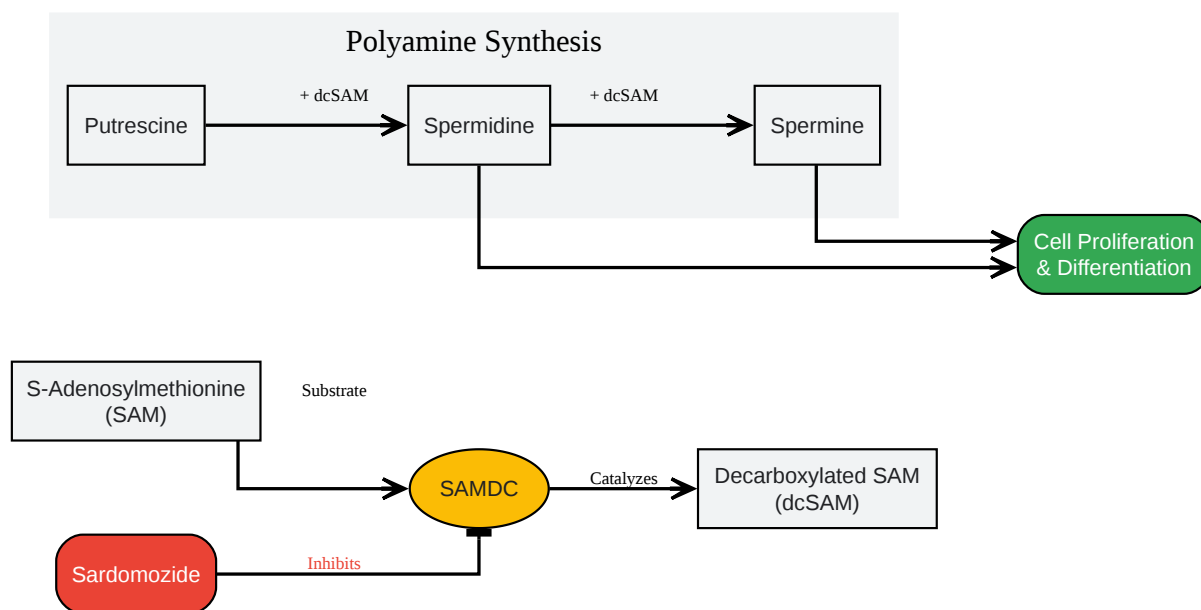 Polyamine Synthesis
+ dcSAM
+ dcSAM
Putrescine
Spermidine
Spermine
Cell Proliferation
& Differentiation
S-Adenosylmethionine
(SAM)
Substrate
SAMDC
Catalyzes
Decarboxylated SAM
(dcSAM)
Sardomozide
Inhibits